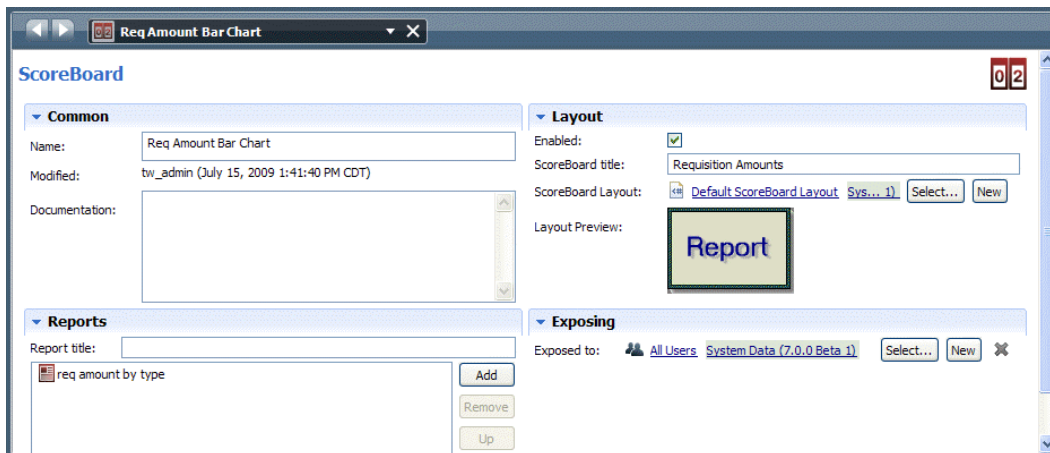 Req Amount Bar Chart
ScoreBoard
02
Common
Name: Req Amount Bar Chart
Modified: tw_admin (July 15, 2009 1:41:40 PM CDT)
Documentation:
Layout
Enabled:
ScoreBoard title: Requisition Amounts
ScoreBoard Layout: Default ScoreBoard Layout Sys... 1) Select... New
Layout Preview: Report
Reports
Report title:
req amount by type
Add
Remove
Up
Exposing
Exposed to: All Users System Data (7.0.0 Beta 1) Select... New